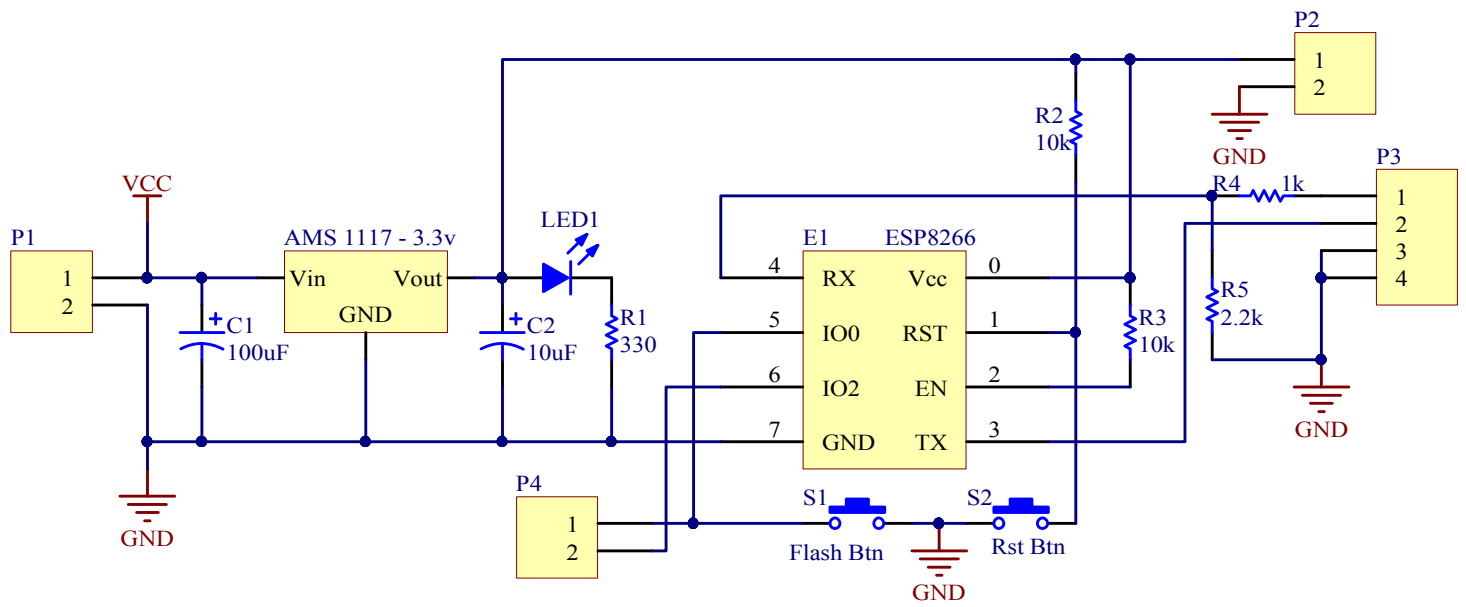 P2
1
2
GND
R2
10k
P3
R4 1k
1
2
3
4
VCC
P1
1
2
AMS 1117 - 3.3v
Vin Vout
GND
LED1
C1
100uF
C2
10uF
R1
330
E1 ESP8266
4 RX Vcc 0
5 IO0 RST 1
6 IO2 EN 2
7 GND TX 3
R3
10k
R5
2.2k
GND
GND
P4
1
2
S1
Flash Btn
S2
Rst Btn
GND